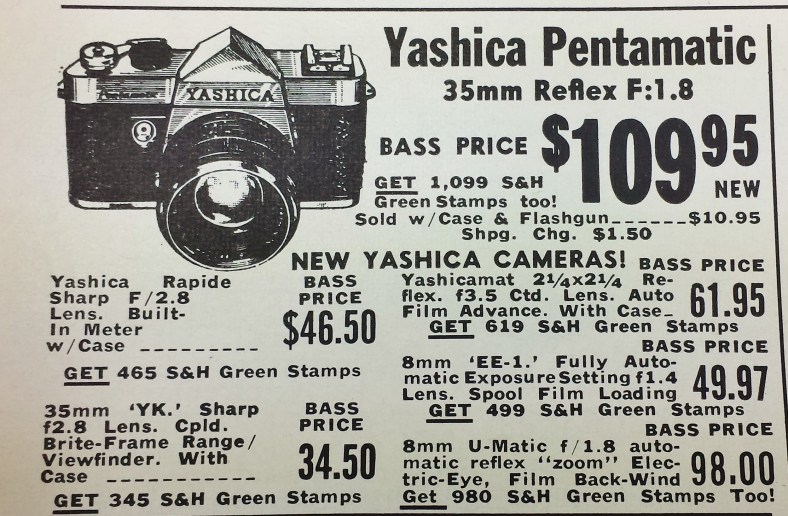 Yashica Pentamatic
35mm Reflex F:1.8
YASHICA
BASS PRICE $109 95
NEW
GET 1,099 S&H
Green Stamps too!
Sold w/Case & Flashgun______$10.95
Shpg. Chg. $1.50
NEW YASHICA CAMERAS!
Yashica Rapide
Sharp F/2.8
Lens. Built-
In Meter
w/Case ----------
BASS
PRICE
$46.50
GET 465 S&H Green Stamps
35mm 'YK.' Sharp
f2.8 Lens. Cpld.
Brite-Frame Range/
Viewfinder. With
Case -----------
BASS
PRICE
34.50
GET 345 S&H Green Stamps
BASS PRICE
Yashicamat 2¼x2¼ Re-
flex. f3.5 Ctd. Lens. Auto
Film Advance. With Case_
61.95
GET 619 S&H Green Stamps
BASS PRICE
8mm 'EE-1.' Fully Auto-
matic Exposure Setting f1.4
Lens. Spool Film Loading
49.97
GET 499 S&H Green Stamps
BASS PRICE
8mm U-Matic f/1.8 auto-
matic reflex "zoom" Elec-
tric-Eye, Film Back-Wind
98.00
Get 980 S&H Green Stamps Too!